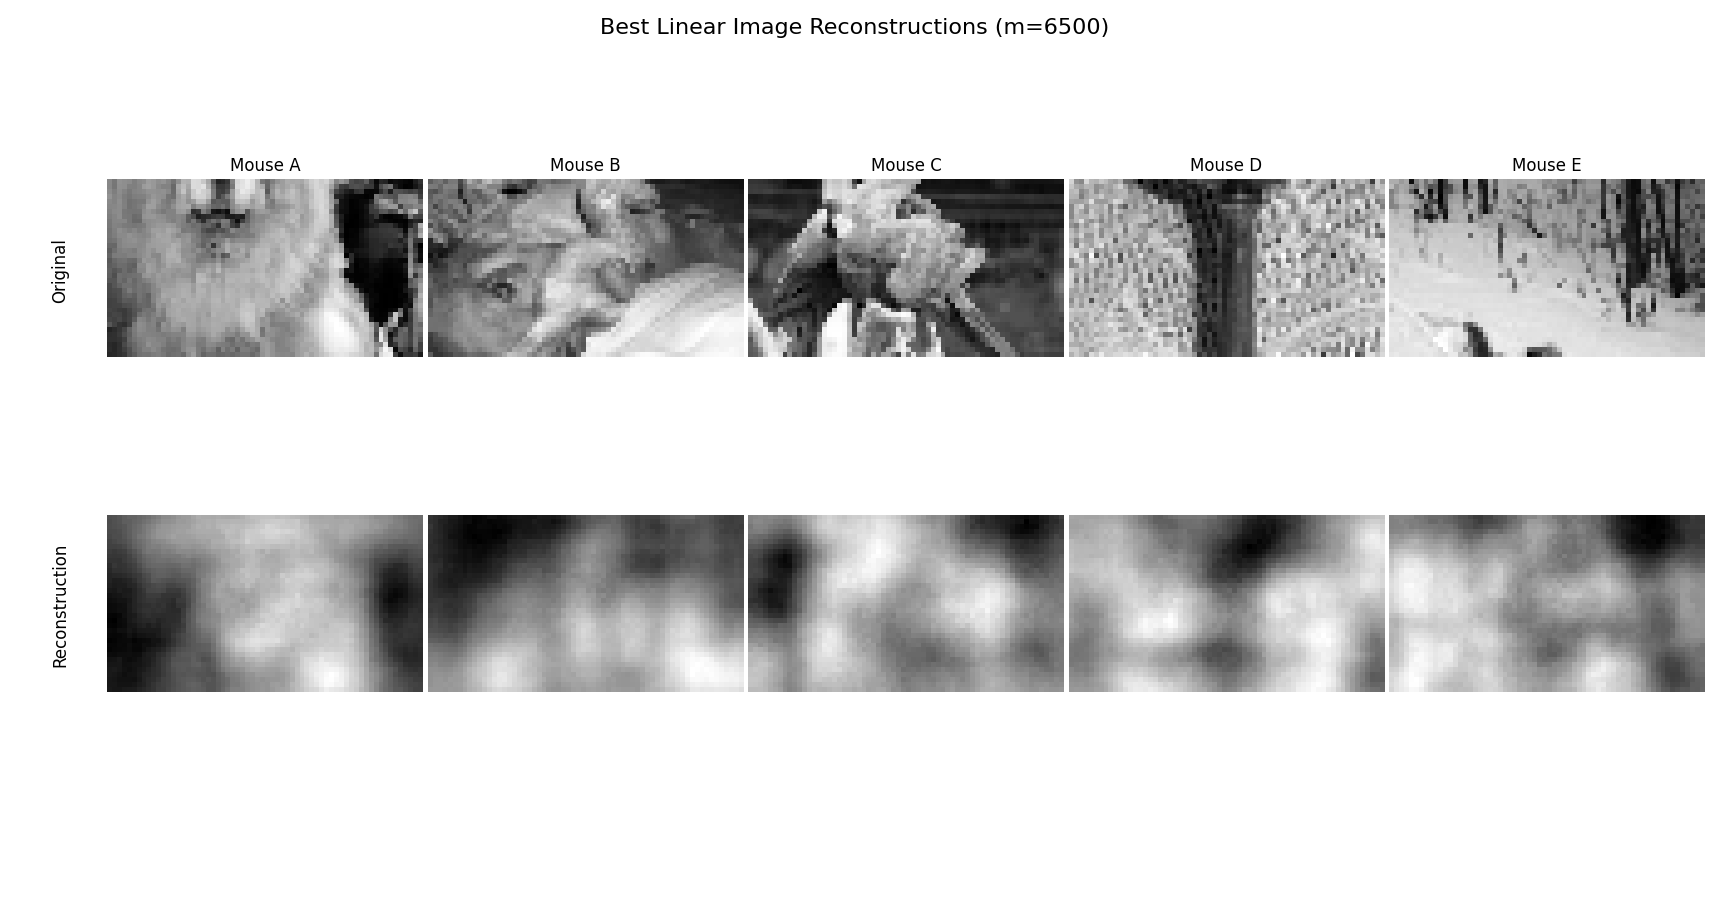 Best Linear Image Reconstructions (m=6500)
Mouse A
Mouse B
Mouse C
Mouse D
Mouse E
Original
Reconstruction